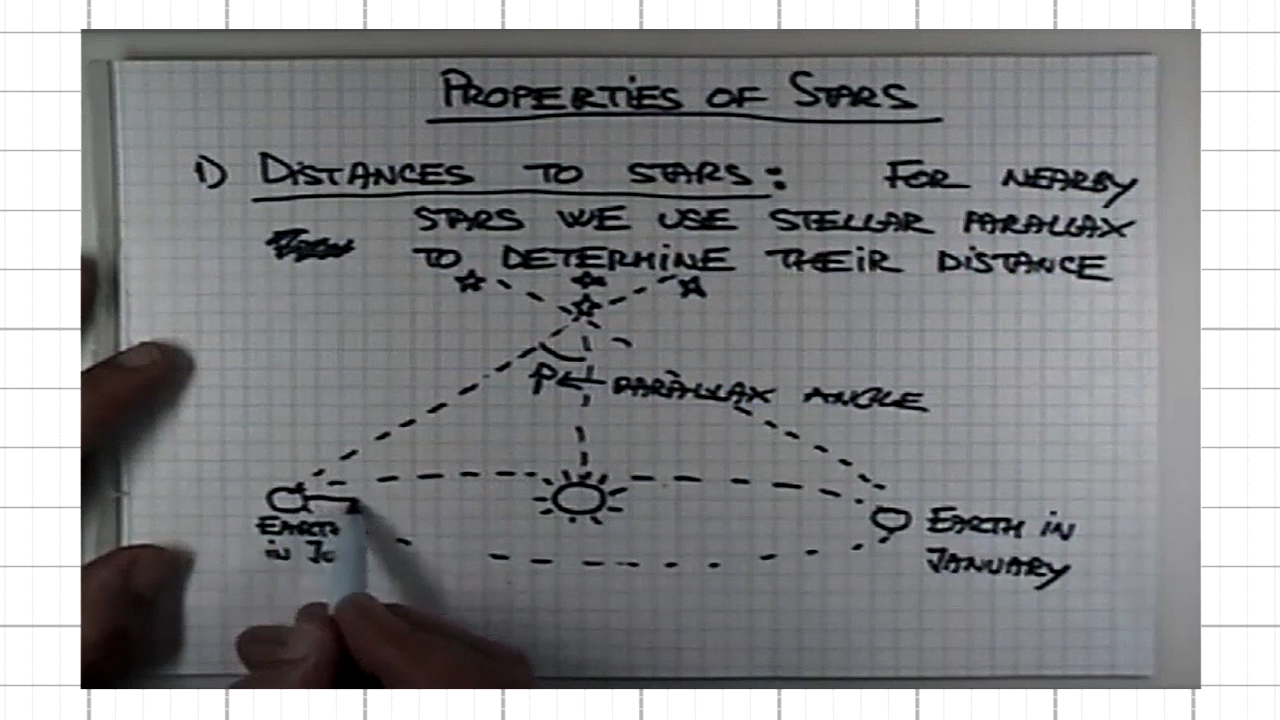 PROPERTIES OF STARS
1) DISTANCES TO STARS: FOR NEARBY
STARS WE USE STELLAR PARALLAX
TO DETERMINE THEIR DISTANCE
P ← PARALLAX ANGLE
EARTH
in
EARTH in
JANUARY